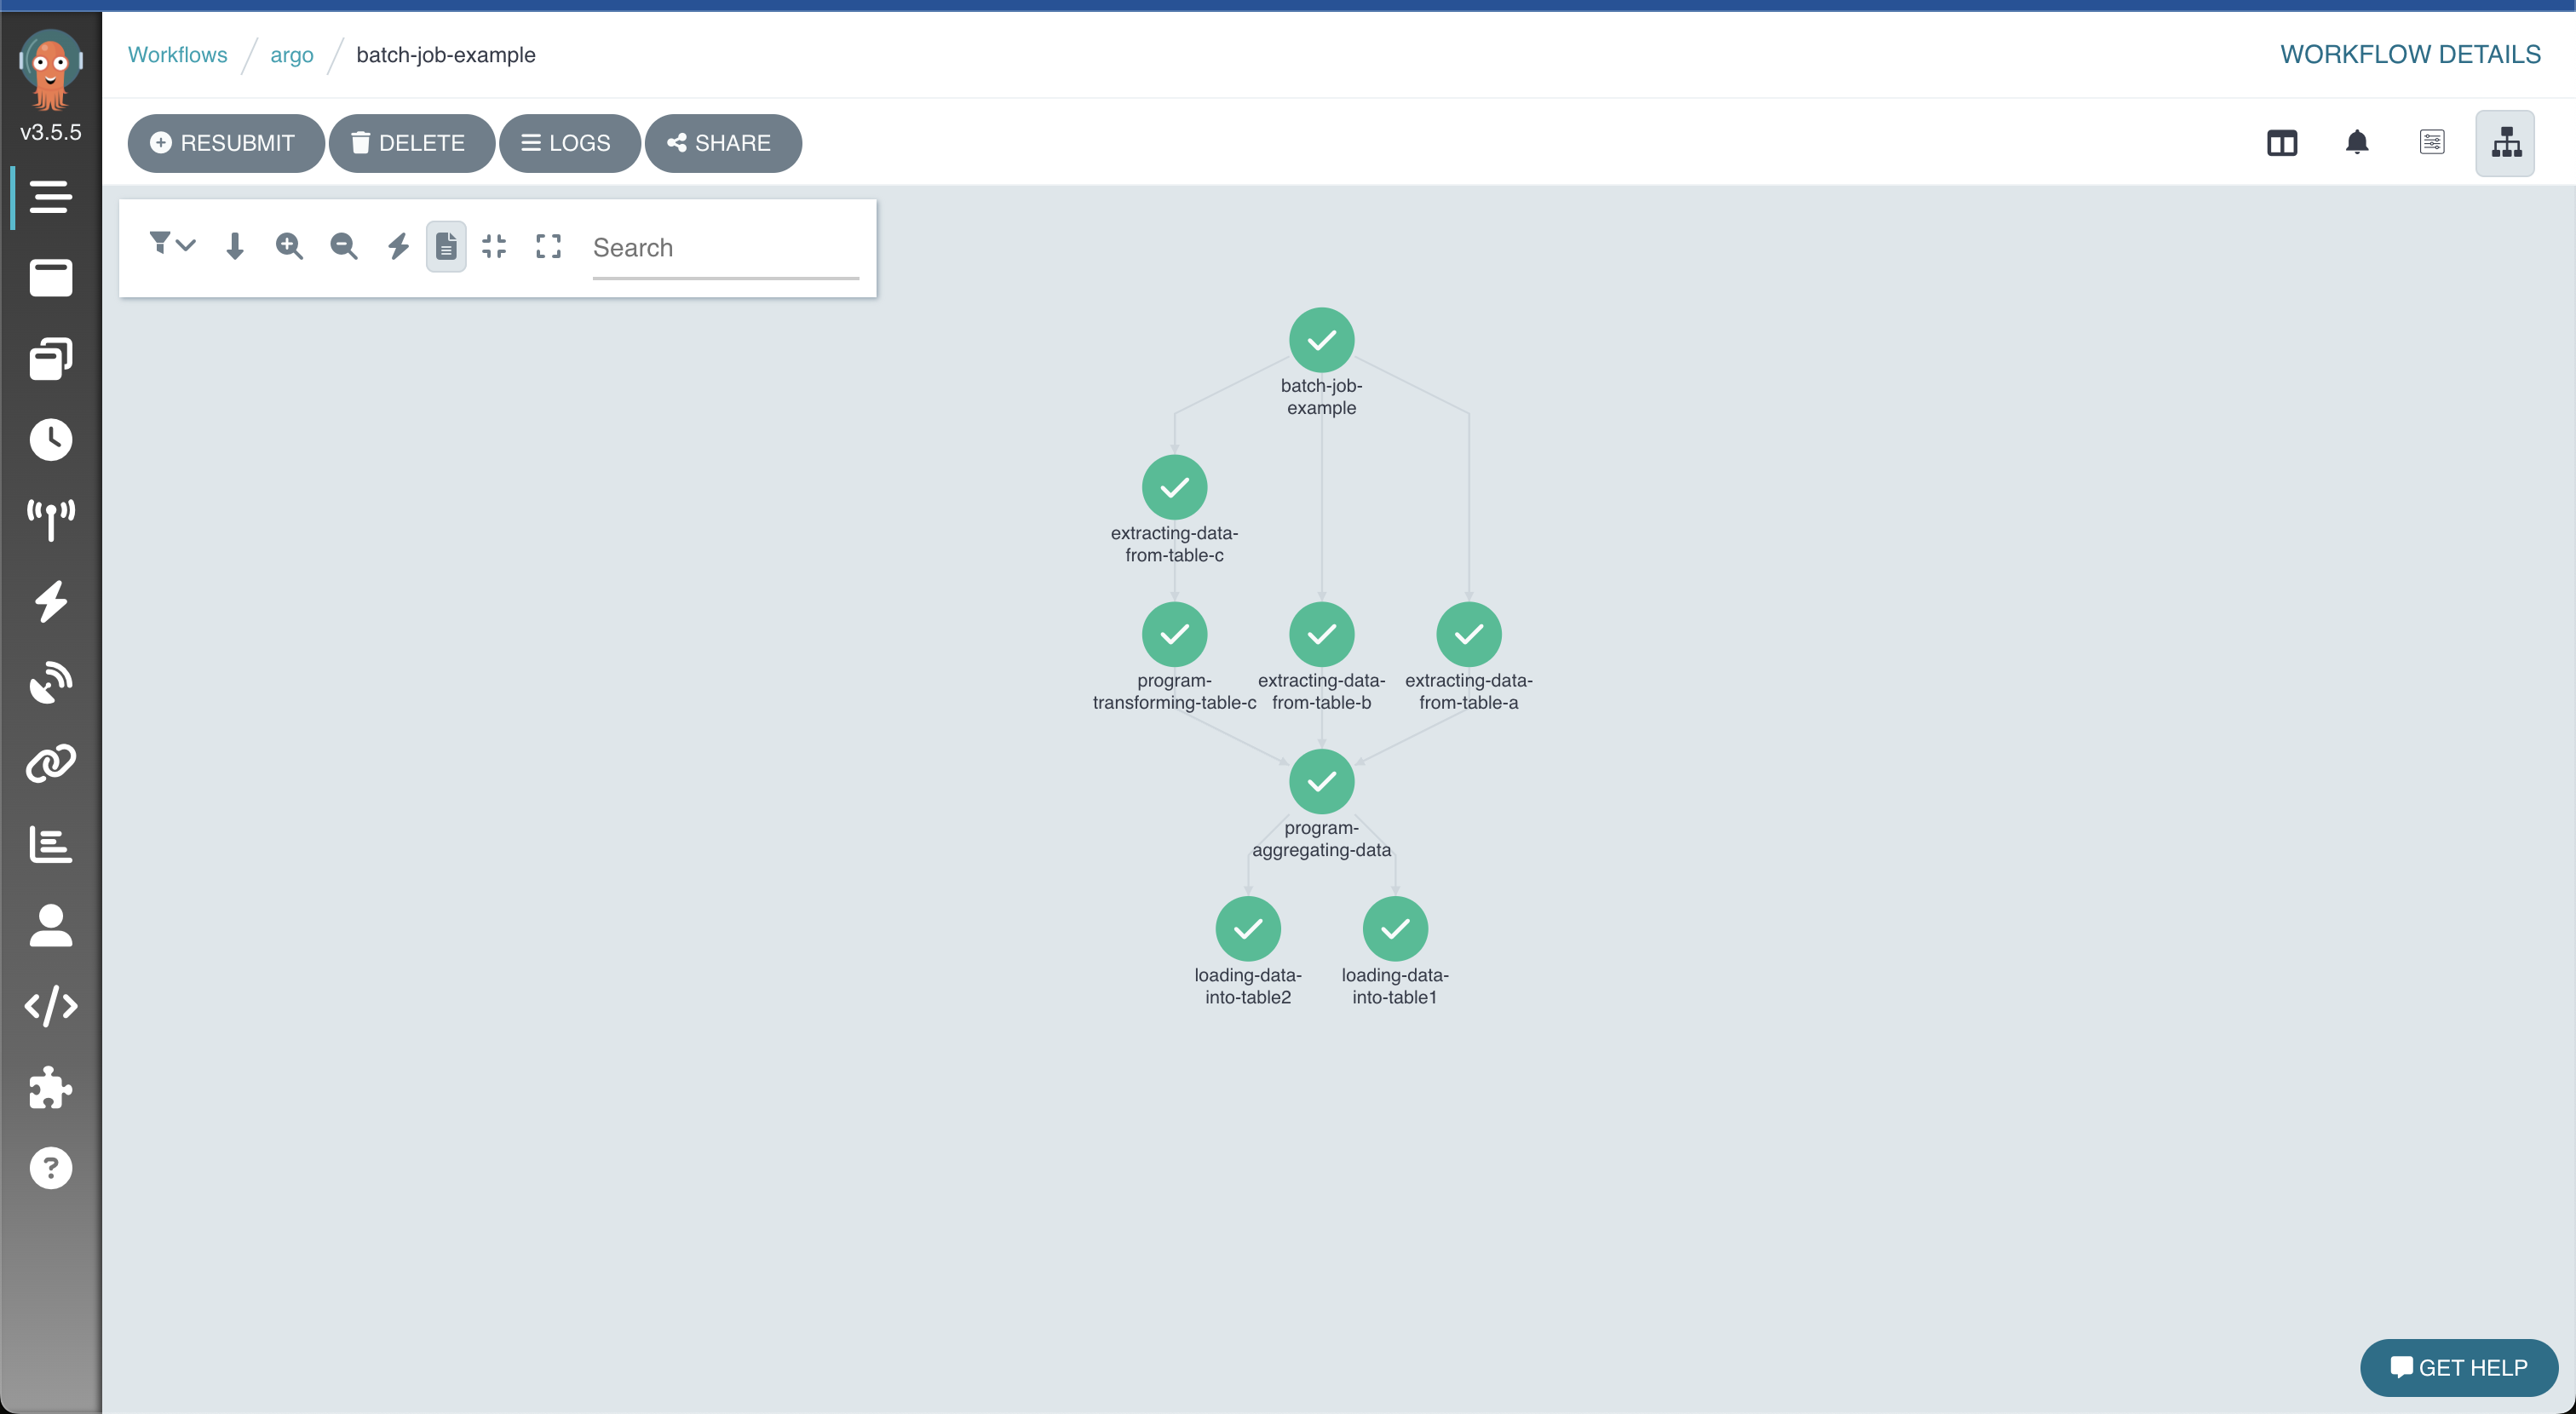 Workflows / argo / batch-job-example
WORKFLOW DETAILS
v3.5.5
RESUBMIT
DELETE
LOGS
SHARE
Search
batch-job-
example
extracting-data-
from-table-c
program-
transforming-table-c
extracting-data-
from-table-b
extracting-data-
from-table-a
program-
aggregating-data
loading-data-
into-table2
loading-data-
into-table1
GET HELP